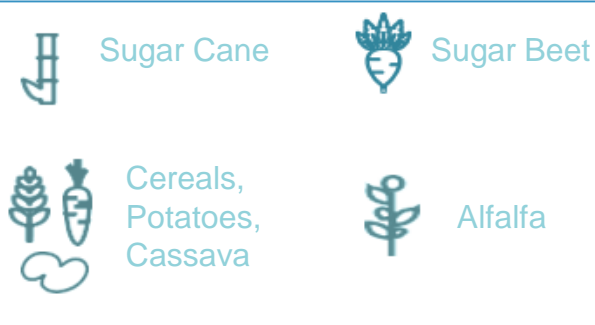 Sugar Cane
Sugar Beet
Cereals,
Potatoes,
Cassava
Alfalfa